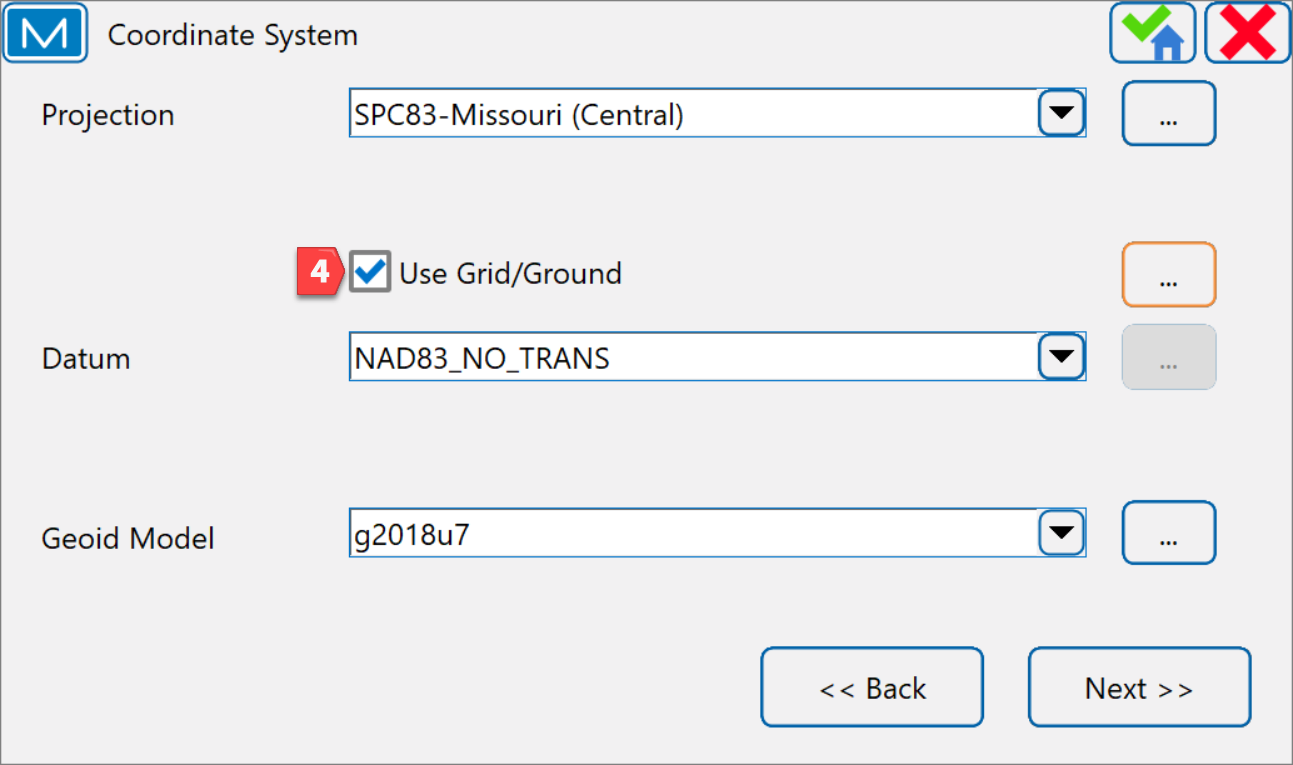 M Coordinate System
Projection SPC83-Missouri (Central) ...
4 Use Grid/Ground ...
Datum NAD83_NO_TRANS ...
Geoid Model g2018u7 ...
<< Back Next >>